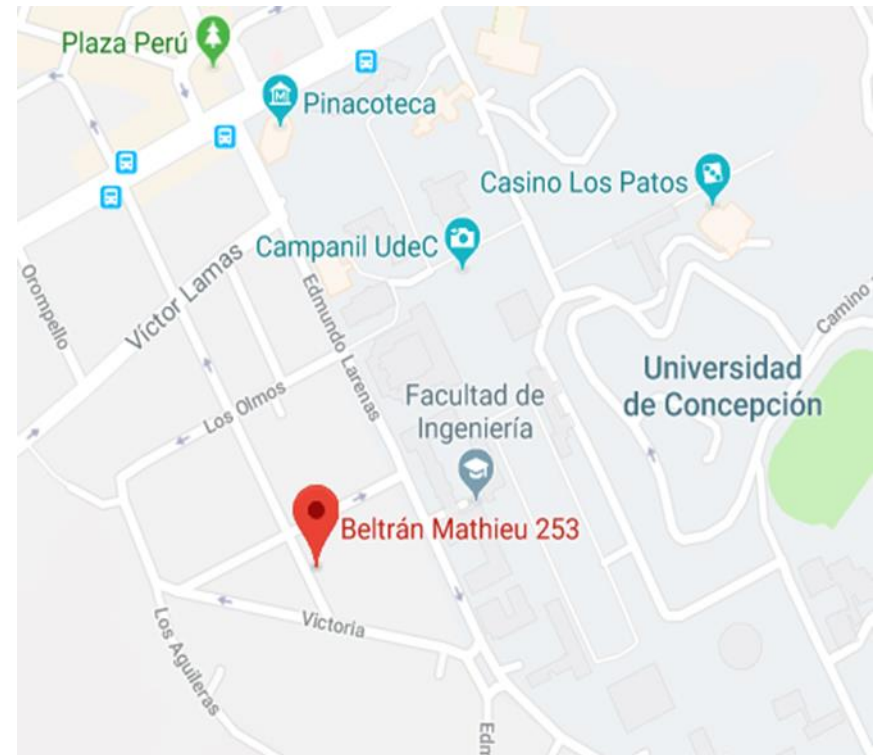 Plaza Perú
Pinacoteca
Casino Los Patos
Campanil UdeC
Orompello
Víctor Lamas
Edmundo Larenas
Camino
Universidad
de Concepción
Los Olmos
Facultad de
Ingeniería
Beltrán Mathieu 253
Victoria
Los Aguileras
Edm